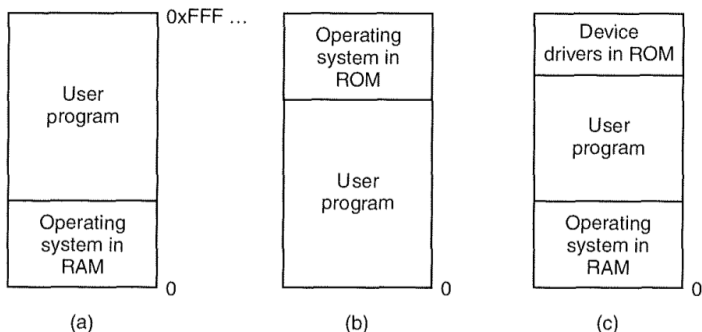 0xFFF ...
User
program
Operating
system in
RAM
0
(a)
Operating
system in
ROM
User
program
0
(b)
Device
drivers in ROM
User
program
Operating
system in
RAM
0
(c)